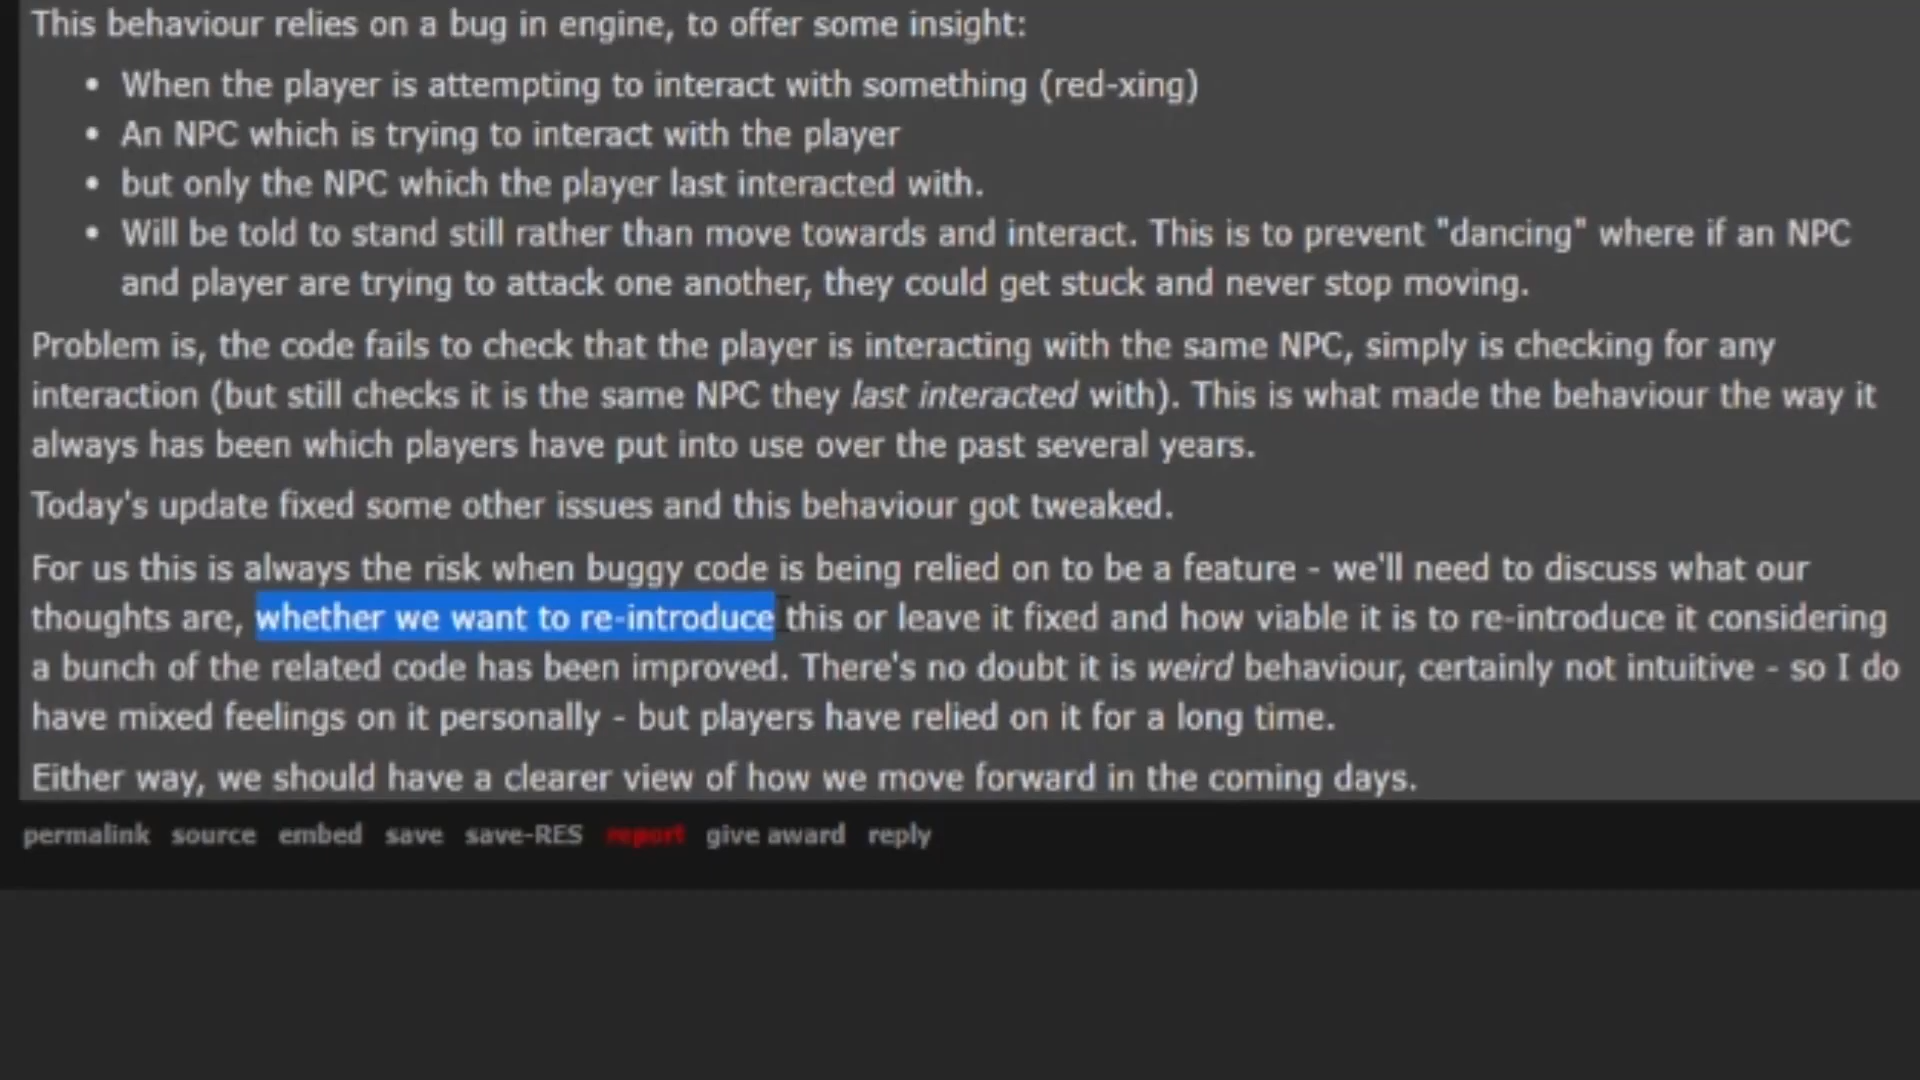 This behaviour relies on a bug in engine, to offer some insight:
• When the player is attempting to interact with something (red-xing)
• An NPC which is trying to interact with the player
• but only the NPC which the player last interacted with.
• Will be told to stand still rather than move towards and interact. This is to prevent "dancing" where if an NPC
and player are trying to attack one another, they could get stuck and never stop moving.
Problem is, the code fails to check that the player is interacting with the same NPC, simply is checking for any
interaction (but still checks it is the same NPC they last interacted with). This is what made the behaviour the way it
always has been which players have put into use over the past several years.
Today's update fixed some other issues and this behaviour got tweaked.
For us this is always the risk when buggy code is being relied on to be a feature - we'll need to discuss what our
thoughts are, whether we want to re-introduce this or leave it fixed and how viable it is to re-introduce it considering
a bunch of the related code has been improved. There's no doubt it is weird behaviour, certainly not intuitive - so I do
have mixed feelings on it personally - but players have relied on it for a long time.
Either way, we should have a clearer view of how we move forward in the coming days.
permalink source embed save save-RES report give award reply